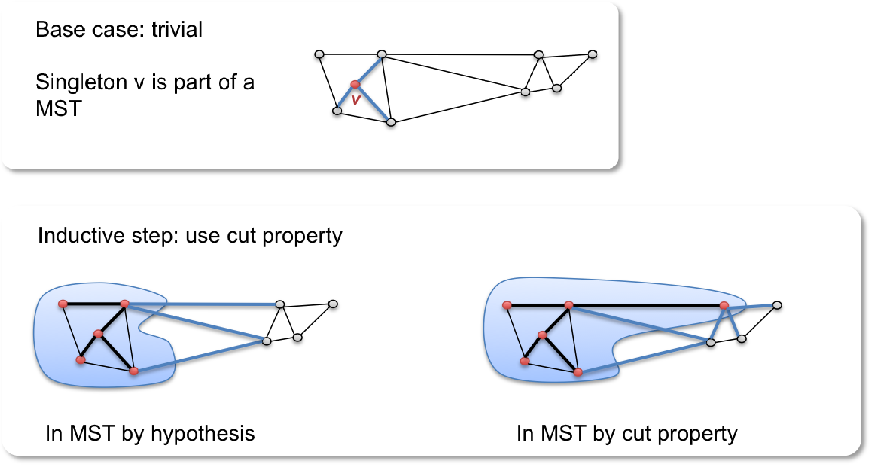 Base case: trivial
Singleton v is part of a
MST
v
Inductive step: use cut property
In MST by hypothesis
In MST by cut property